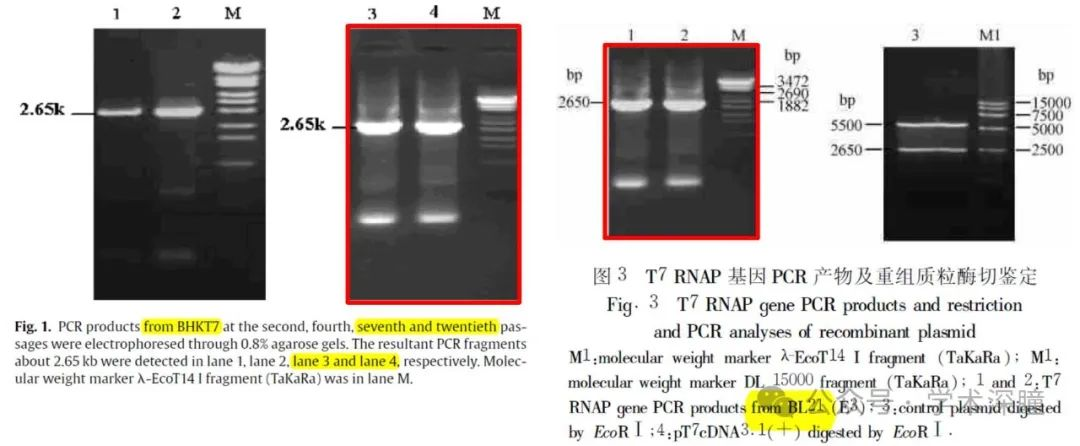 1 2 M
2.65k
3 4 M
2.65k
Fig. 1. PCR products from BHKT7 at the second, fourth, seventh and twentieth pas-
sages were electrophoresed through 0.8% agarose gels. The resultant PCR fragments
about 2.65 kb were detected in lane 1, lane 2, lane 3 and lane 4, respectively. Molec-
ular weight marker λ-EcoT14 I fragment (TaKaRa) was in lane M.
1 2 M
bp
bp
2650
3472
2690
1882
3 M1
bp
bp
5500
2650
15000
7500
5000
2500
图 3 T7 RNAP 基因 PCR 产物及重组质粒酶切鉴定
Fig. 3 T7 RNAP gene PCR products and restriction
and PCR analyses of recombinant plasmid
M1:molecular weight marker λ-EcoT14 I fragment (TaKaRa); M1:
molecular weight marker DL 15000 fragment (TaKaRa); 1 and 2:T7
RNAP gene PCR products from BL21(E3); 3:control plasmid digested
by EcoR I;4:pT7cDNA3.1(+) digested by EcoR I.
公众号·学术深瞳